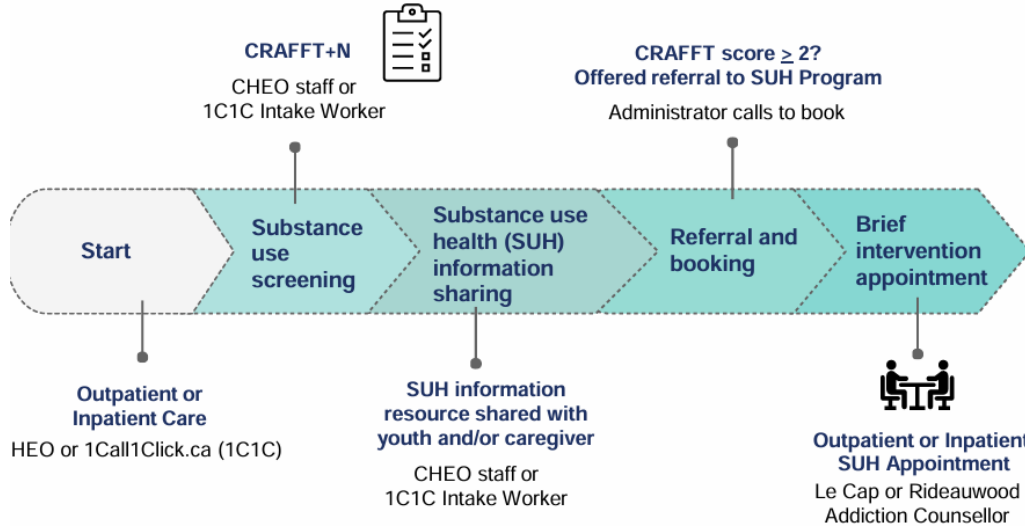 CRAFFT+N
CHEO staff or
1C1C Intake Worker
CRAFFT score ≥ 2?
Offered referral to SUH Program
Administrator calls to book
Start
Substance
use
screening
Substance use
health (SUH)
information
sharing
Referral and
booking
Brief
intervention
appointment
Outpatient or
Inpatient Care
HEO or 1Call1Click.ca (1C1C)
SUH information
resource shared with
youth and/or caregiver
CHEO staff or
1C1C Intake Worker
Outpatient or Inpatient
SUH Appointment
Le Cap or Rideauwood
Addiction Counsellor